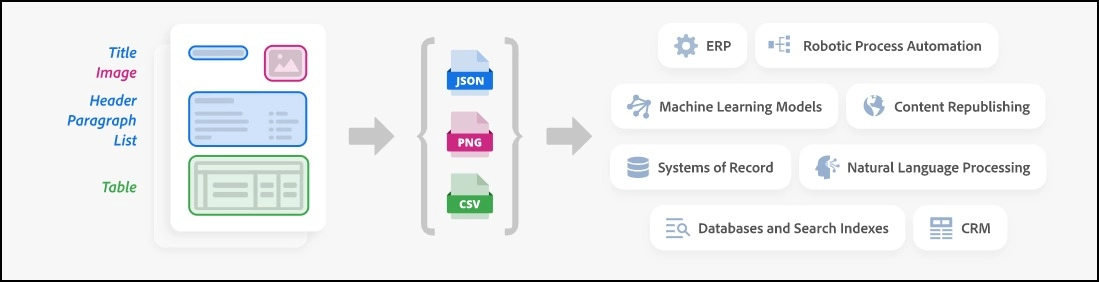 Title
Image
Header
Paragraph
List
Table
JSON
PNG
CSV
ERP
Robotic Process Automation
Machine Learning Models
Content Republishing
Systems of Record
Natural Language Processing
Databases and Search Indexes
CRM